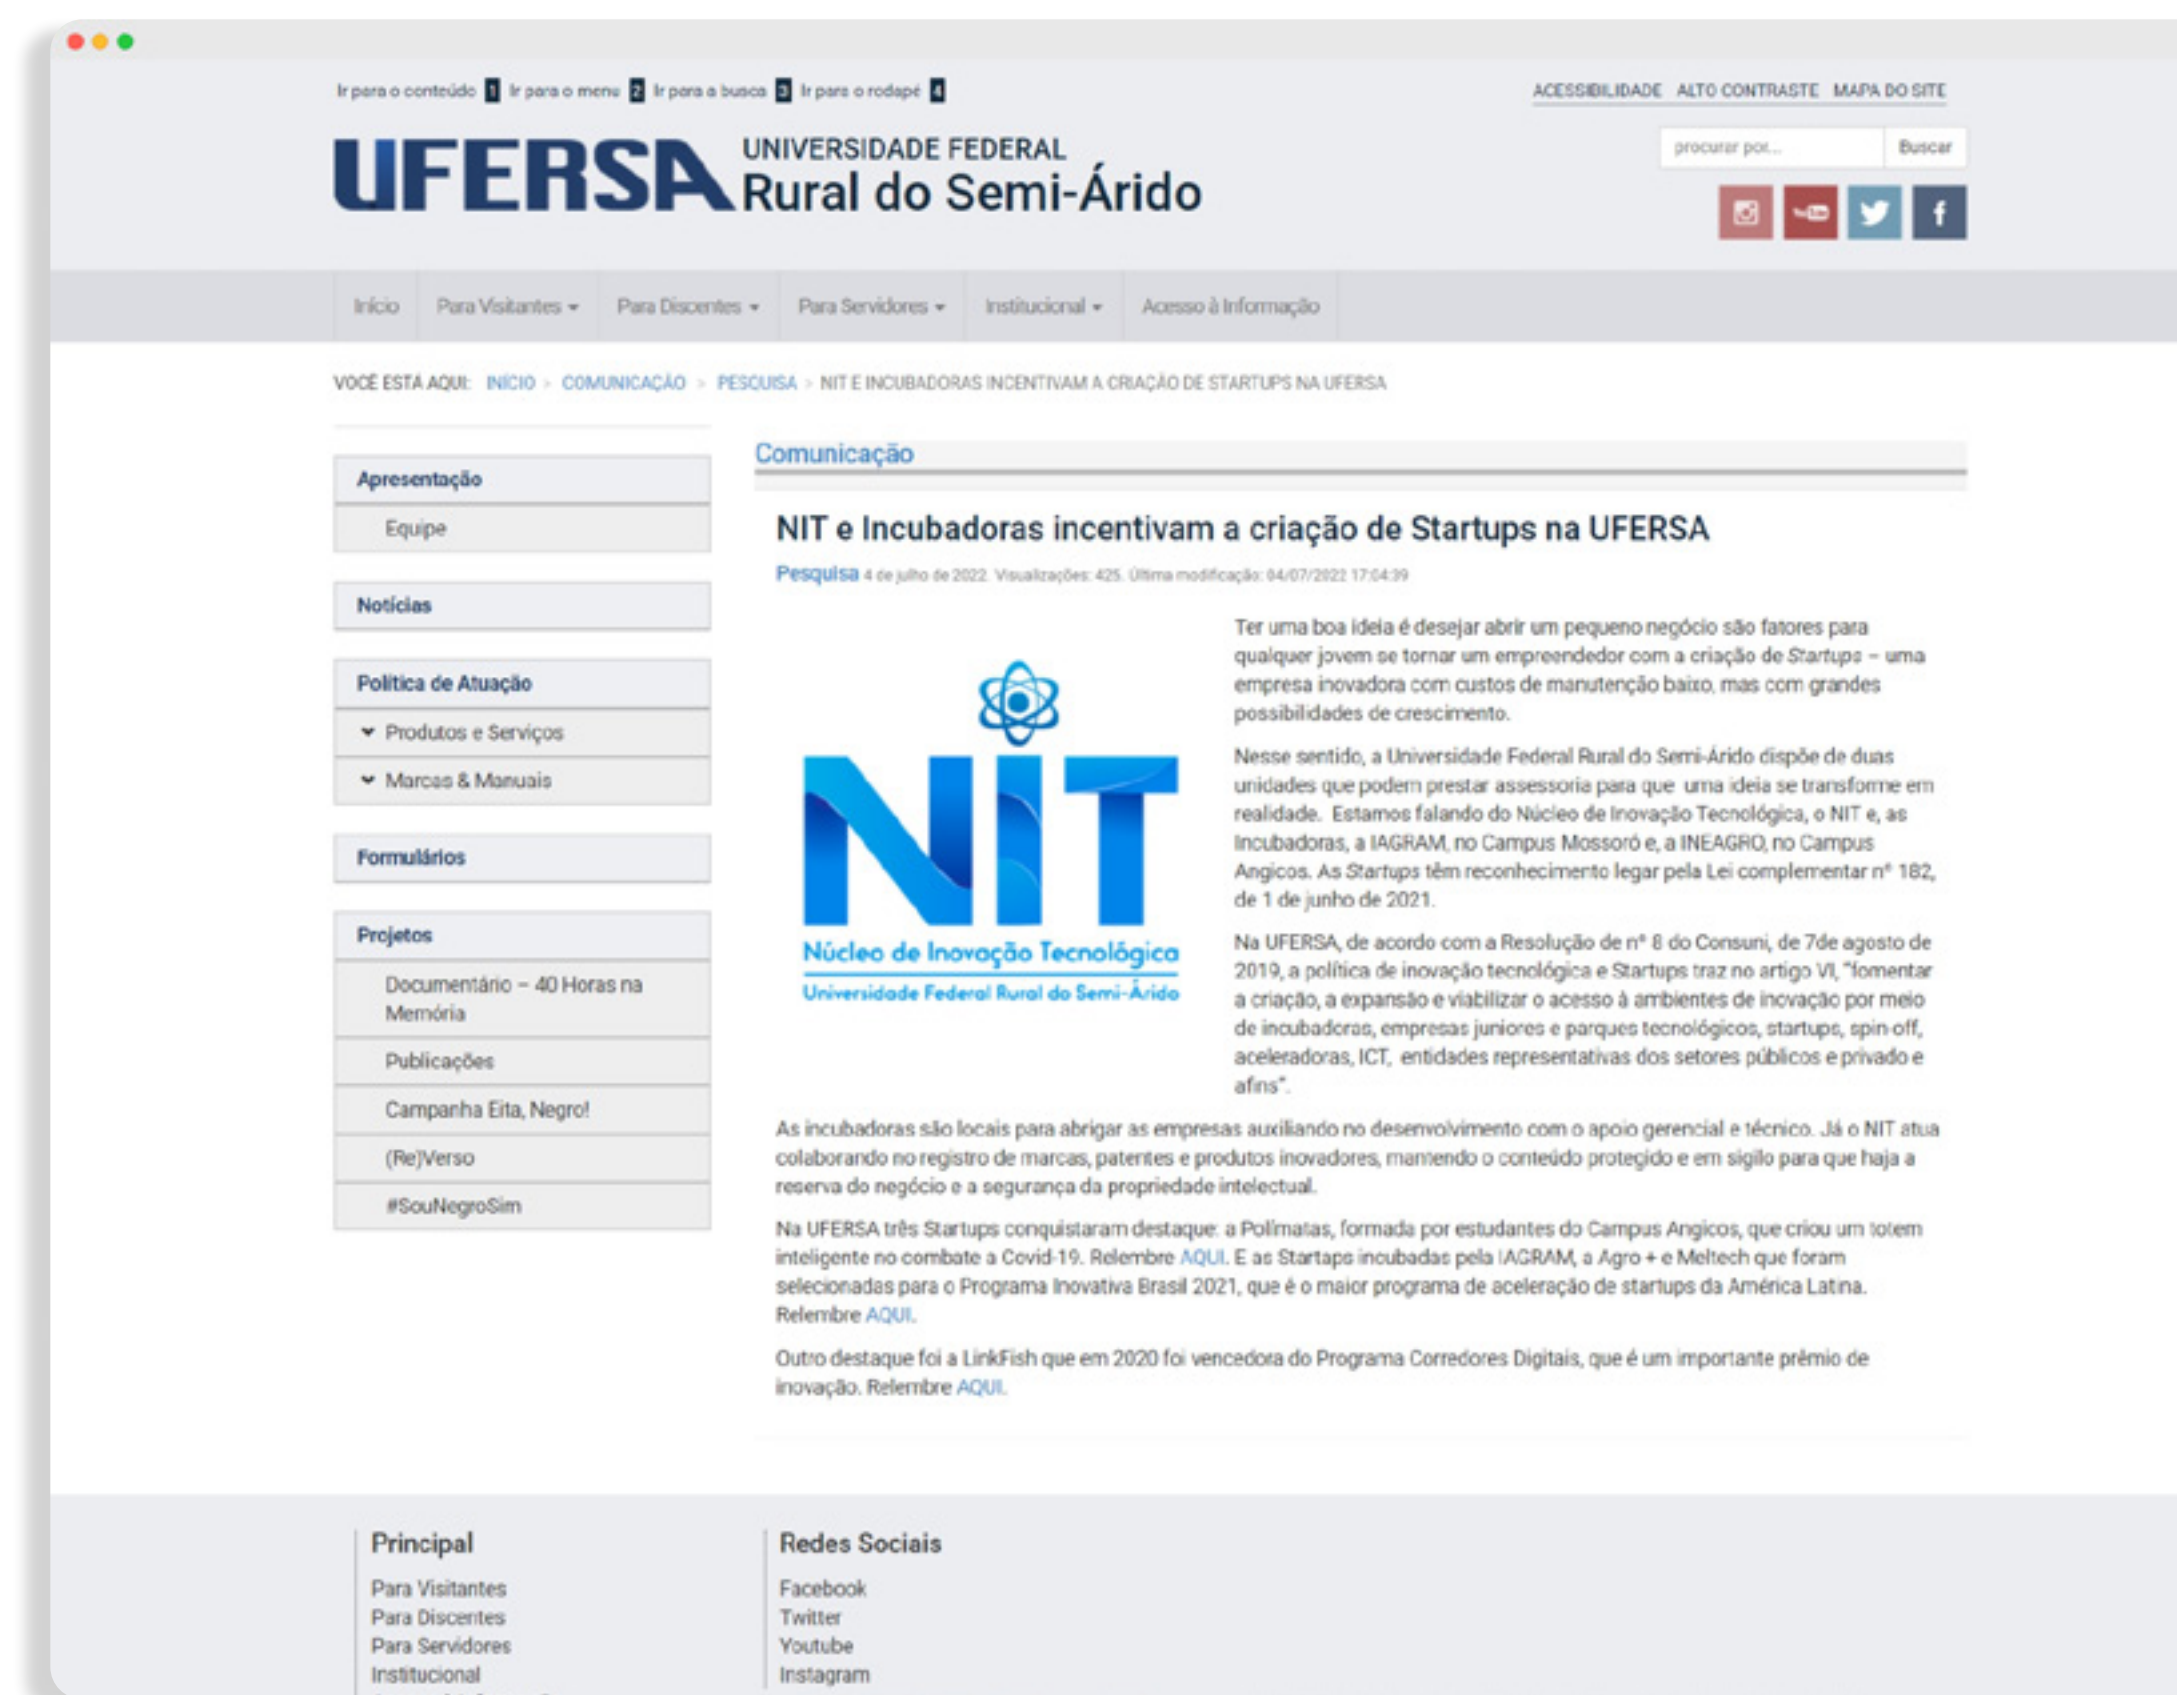 Ir para o conteúdo 1 Ir para o menu 2 Ir para a busca 3 Ir para o rodapé 4
ACESSIBILIDADE ALTO CONTRASTE MAPA DO SITE
UFERSA
UNIVERSIDADE FEDERAL
Rural do Semi-Árido
procurar por...
Buscar
You Tube
Início
Para Visitantes
Para Discentes
Para Servidores
Institucional
Acesso à Informação
VOCÊ ESTÁ AQUI: INÍCIO > COMUNICAÇÃO > PESQUISA > NIT E INCUBADORAS INCENTIVAM A CRIAÇÃO DE STARTUPS NA UFERSA
Apresentação
Equipe
Notícias
Política de Atuação
Produtos e Serviços
Marcas & Manuais
Formulários
Projetos
Documentário – 40 Horas na
Memória
Publicações
Campanha Eita, Negro!
(Re)Verso
#SouNegroSim
Comunicação
NIT e Incubadoras incentivam a criação de Startups na UFERSA
Pesquisa 4 de julho de 2022. Visualizações: 425. Última modificação: 04/07/2022 17:04:39
NIT
Núcleo de Inovação Tecnológica
Universidade Federal Rural do Semi-Árido
Ter uma boa ideia é desejar abrir um pequeno negócio são fatores para
qualquer jovem se tornar um empreendedor com a criação de Startups – uma
empresa inovadora com custos de manutenção baixo, mas com grandes
possibilidades de crescimento.
Nesse sentido, a Universidade Federal Rural do Semi-Árido dispõe de duas
unidades que podem prestar assessoria para que uma ideia se transforme em
realidade. Estamos falando do Núcleo de Inovação Tecnológica, o NIT e, as
Incubadoras, a IAGRAM, no Campus Mossoró e, a INEAGRO, no Campus
Angicos. As Startups têm reconhecimento legar pela Lei complementar nº 182,
de 1 de junho de 2021.
Na UFERSA, de acordo com a Resolução de nº 8 do Consuni, de 7de agosto de
2019, a política de inovação tecnológica e Startups traz no artigo VI, "fomentar
a criação, a expansão e viabilizar o acesso à ambientes de inovação por meio
de incubadoras, empresas juniores e parques tecnológicos, startups, spin-off,
aceleradoras, ICT, entidades representativas dos setores públicos e privado e
afins".
As incubadoras são locais para abrigar as empresas auxiliando no desenvolvimento com o apoio gerencial e técnico. Já o NIT atua
colaborando no registro de marcas, patentes e produtos inovadores, mantendo o conteúdo protegido e em sigilo para que haja a
reserva do negócio e a segurança da propriedade intelectual.
Na UFERSA três Startups conquistaram destaque: a Polímatas, formada por estudantes do Campus Angicos, que criou um totem
inteligente no combate a Covid-19. Relembre AQUI. E as Startaps incubadas pela IAGRAM, a Agro + e Meltech que foram
selecionadas para o Programa Inovativa Brasil 2021, que é o maior programa de aceleração de startups da América Latina.
Relembre AQUI.
Outro destaque foi a LinkFish que em 2020 foi vencedora do Programa Corredores Digitais, que é um importante prêmio de
inovação. Relembre AQUI.
Principal
Para Visitantes
Para Discentes
Para Servidores
Institucional
Redes Sociais
Facebook
Twitter
Youtube
Instagram